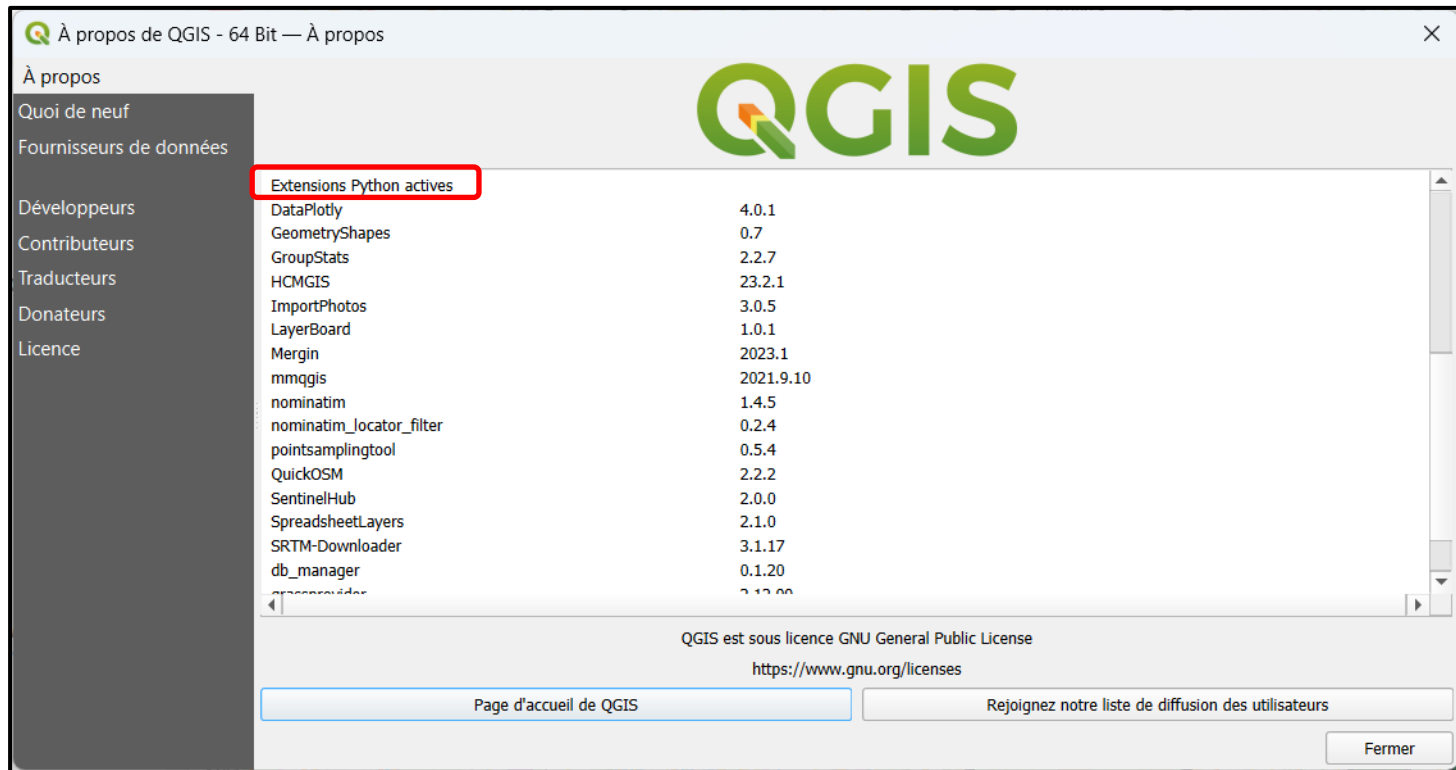 À propos de QGIS - 64 Bit — À propos
À propos
Quoi de neuf
Fournisseurs de données
Développeurs
Contributeurs
Traducteurs
Donateurs
Licence
QGIS
Extensions Python actives
DataPlotly 4.0.1
GeometryShapes 0.7
GroupStats 2.2.7
HCMGIS 23.2.1
ImportPhotos 3.0.5
LayerBoard 1.0.1
Mergin 2023.1
mmqgis 2021.9.10
nominatim 1.4.5
nominatim_locator_filter 0.2.4
pointsamplingtool 0.5.4
QuickOSM 2.2.2
SentinelHub 2.0.0
SpreadsheetLayers 2.1.0
SRTM-Downloader 3.1.17
db_manager 0.1.20
grassprovider 2.12.99
QGIS est sous licence GNU General Public License
https://www.gnu.org/licenses
Page d'accueil de QGIS
Rejoignez notre liste de diffusion des utilisateurs
Fermer